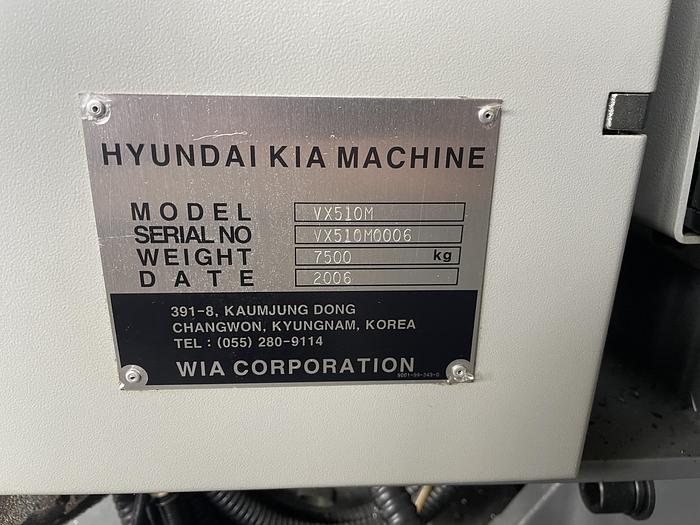 HYUNDAI KIA MACHINE
MODEL VX510M
SERIAL NO VX510M0006
WEIGHT 7500 kg
DATE 2006
391-8, KAUMJUNG DONG
CHANGWON, KYUNGNAM, KOREA
TEL : (055) 280-9114
WIA CORPORATION